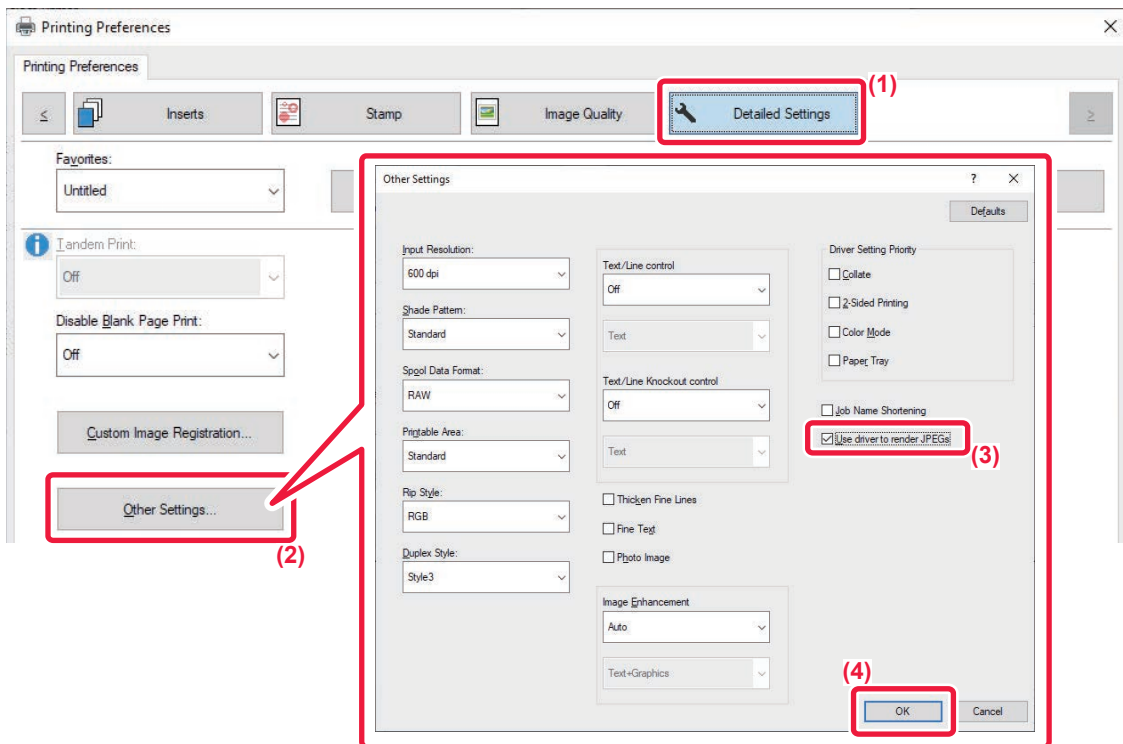 Printing Preferences
Printing Preferences
(1)
< Inserts Stamp Image Quality Detailed Settings >
Favorites:
Untitled
Tandem Print:
Off
Disable Blank Page Print:
Off
Custom Image Registration...
Other Settings...
(2)
Other Settings ? X
Defaults
Input Resolution:
600 dpi
Shade Pattern:
Standard
Spool Data Format:
RAW
Printable Area:
Standard
Rip Style:
RGB
Duplex Style:
Style3
Text/Line control
Off
Text
Text/Line Knockout control
Off
Text
Thicken Fine Lines
Fine Text
Photo Image
Image Enhancement
Auto
Text+Graphics
Driver Setting Priority
Collate
2-Sided Printing
Color Mode
Paper Tray
Job Name Shortening
Use driver to render JPEGs
(3)
(4)
OK Cancel